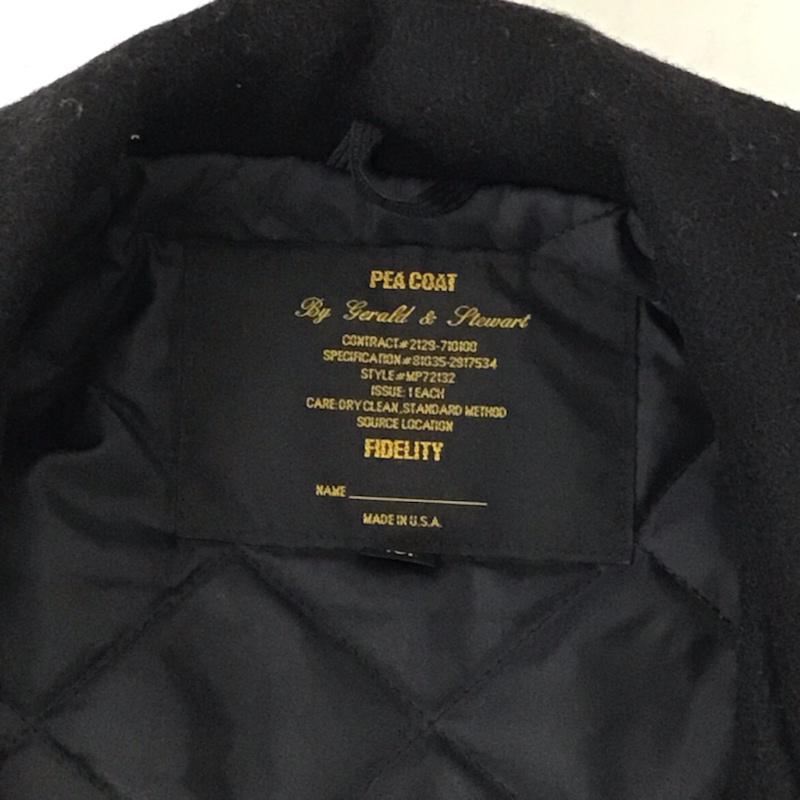 PEA COAT
By Gerald & Stewart
CONTRACT#2129-710100
SPECIFICATION#81G35-2917534
STYLE#MP72132
ISSUE: 1 EACH
CARE: DRY CLEAN, STANDARD METHOD
SOURCE LOCATION
FIDELITY
NAME
MADE IN U.S.A.